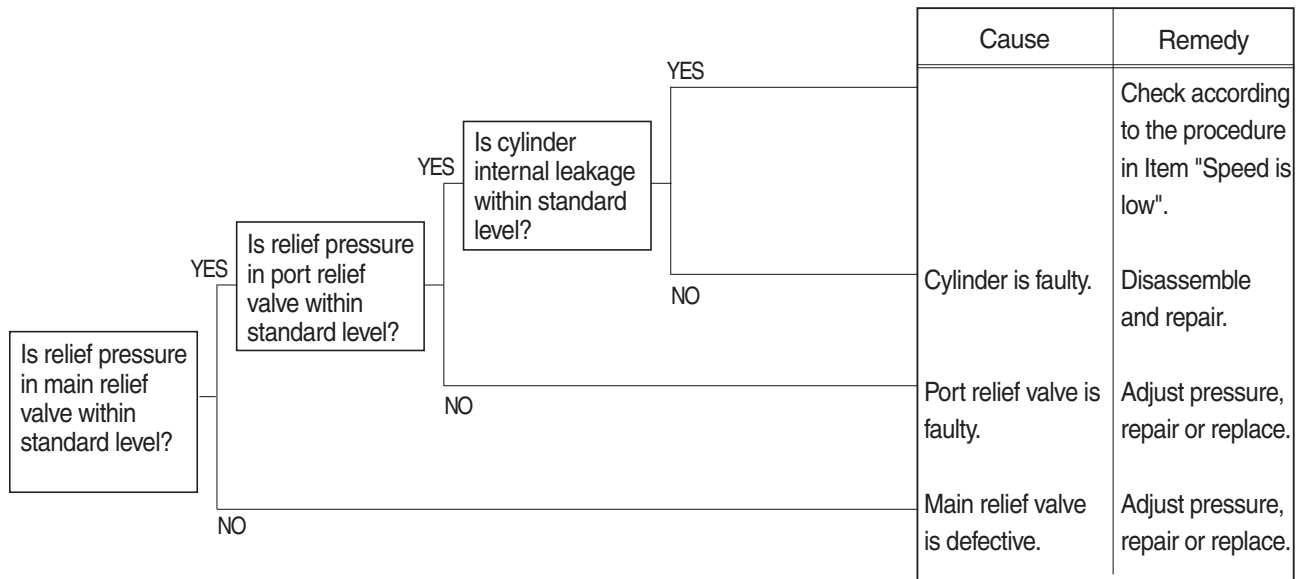 Cause
Remedy
YES
Check according
to the procedure
in Item "Speed is
low".
Is cylinder
internal leakage
within standard
level?
YES
Is relief pressure
in port relief
valve within
standard level?
YES
NO
Cylinder is faulty.
Disassemble
and repair.
Is relief pressure
in main relief
valve within
standard level?
NO
Port relief valve is
faulty.
Adjust pressure,
repair or replace.
NO
Main relief valve
is defective.
Adjust pressure,
repair or replace.